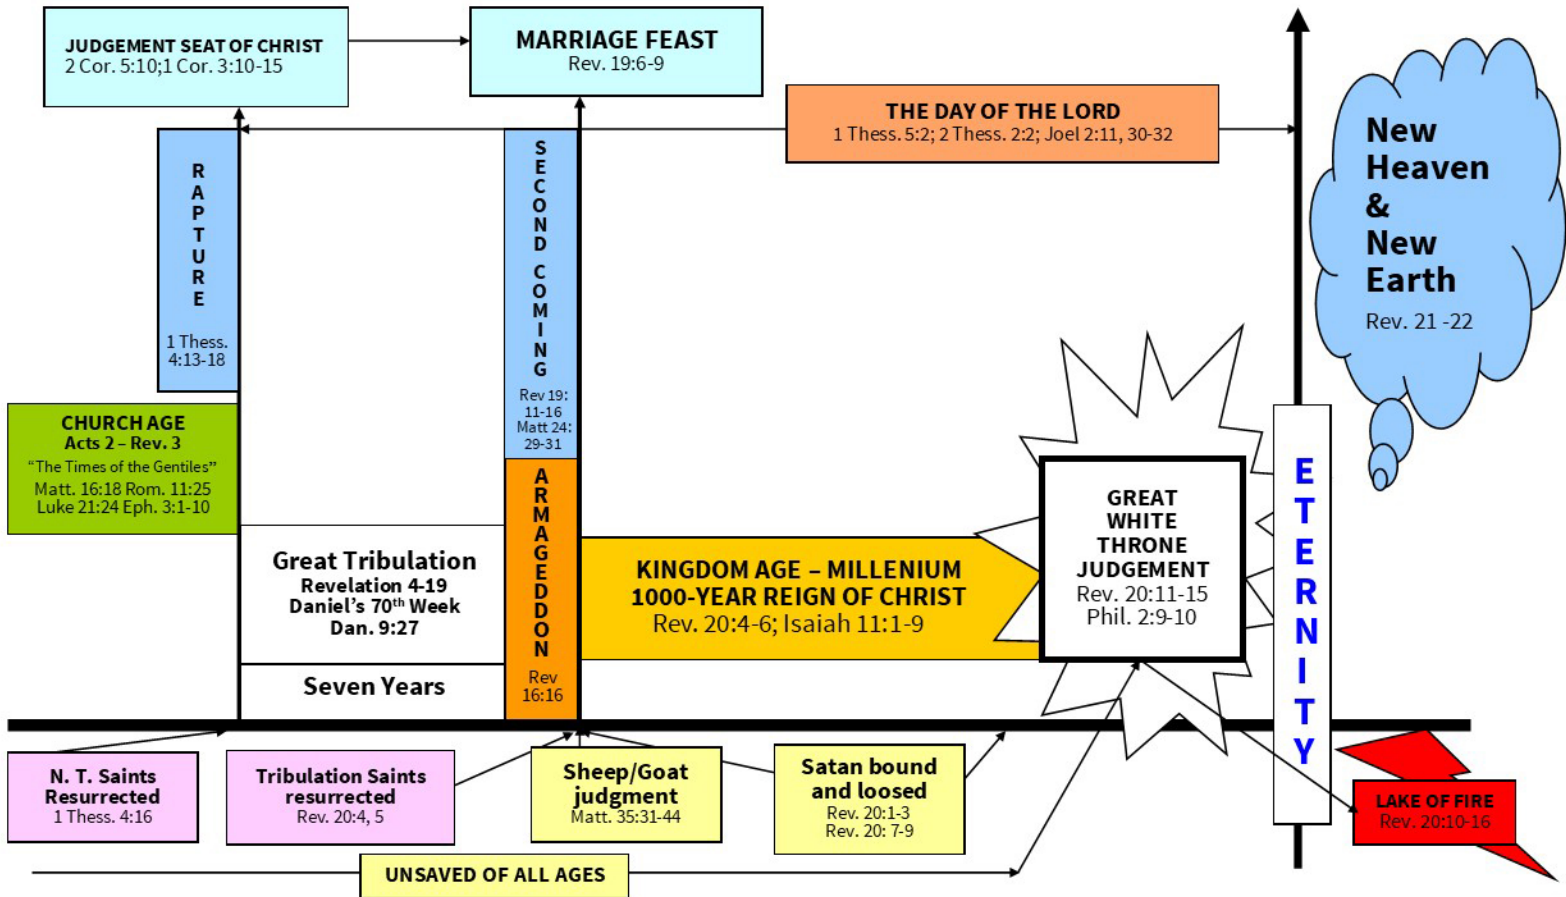 JUDGEMENT SEAT OF CHRIST
2 Cor. 5:10;1 Cor. 3:10-15
MARRIAGE FEAST
Rev. 19:6-9
THE DAY OF THE LORD
1 Thess. 5:2; 2 Thess. 2:2; Joel 2:11, 30-32
New
Heaven
&
New
Earth
Rev. 21 -22
RAPTURE
1 Thess.
4:13-18
SECOND COMING
Rev 19:
11-16
Matt 24:
29-31
CHURCH AGE
Acts 2 – Rev. 3
“The Times of the Gentiles”
Matt. 16:18 Rom. 11:25
Luke 21:24 Eph. 3:1-10
Great Tribulation
Revelation 4-19
Daniel’s 70th Week
Dan. 9:27
Seven Years
ARMAGEDDON
Rev
16:16
KINGDOM AGE – MILLENIUM
1000-YEAR REIGN OF CHRIST
Rev. 20:4-6; Isaiah 11:1-9
GREAT
WHITE
THRONE
JUDGEMENT
Rev. 20:11-15
Phil. 2:9-10
ETERNITY
N. T. Saints
Resurrected
1 Thess. 4:16
Tribulation Saints
resurrected
Rev. 20:4, 5
Sheep/Goat
judgment
Matt. 35:31-44
Satan bound
and loosed
Rev. 20:1-3
Rev. 20: 7-9
LAKE OF FIRE
Rev. 20:10-16
UNSAVED OF ALL AGES